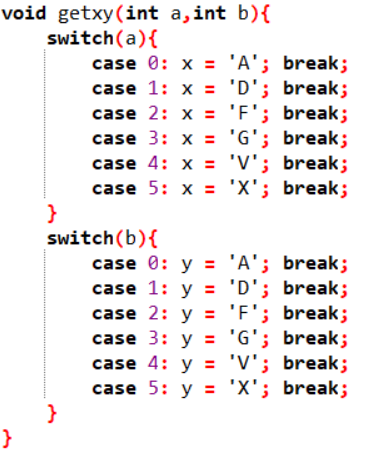 void getxy(int a,int b){
    switch(a){
        case 0: x = 'A'; break;
        case 1: x = 'D'; break;
        case 2: x = 'F'; break;
        case 3: x = 'G'; break;
        case 4: x = 'V'; break;
        case 5: x = 'X'; break;
    }
    switch(b){
        case 0: y = 'A'; break;
        case 1: y = 'D'; break;
        case 2: y = 'F'; break;
        case 3: y = 'G'; break;
        case 4: y = 'V'; break;
        case 5: y = 'X'; break;
    }
}